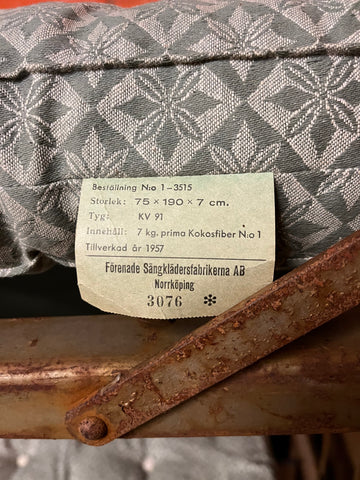 Beställning N:o 1-3515
Storlek: 75 × 190 × 7 cm.
Tyg: KV 91
Innehåll: 7 kg. prima Kokosfiber N:o 1
Tillverkad år 1957
Förenade Sängklädersfabrikerna AB
Norrköping
3076 *